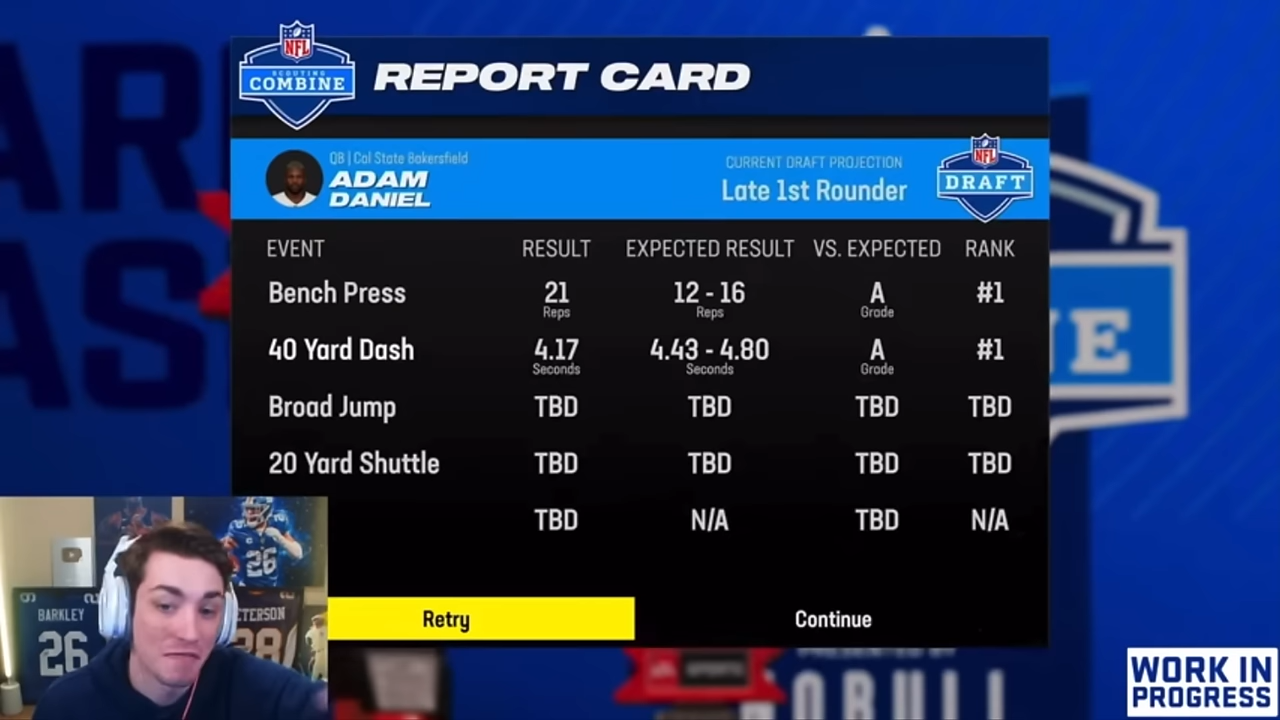 NFL
SCOUTING
COMBINE
REPORT CARD
QB | Cal State Bakersfield
ADAM
DANIEL
CURRENT DRAFT PROJECTION
Late 1st Rounder
NFL
DRAFT
EVENT RESULT EXPECTED RESULT VS. EXPECTED RANK
Bench Press 21 Reps 12 - 16 Reps A Grade #1
40 Yard Dash 4.17 Seconds 4.43 - 4.80 Seconds A Grade #1
Broad Jump TBD TBD TBD TBD
20 Yard Shuttle TBD TBD TBD TBD
TBD N/A TBD N/A
Retry Continue
BARKLEY
26
26
28
WORK IN
PROGRESS